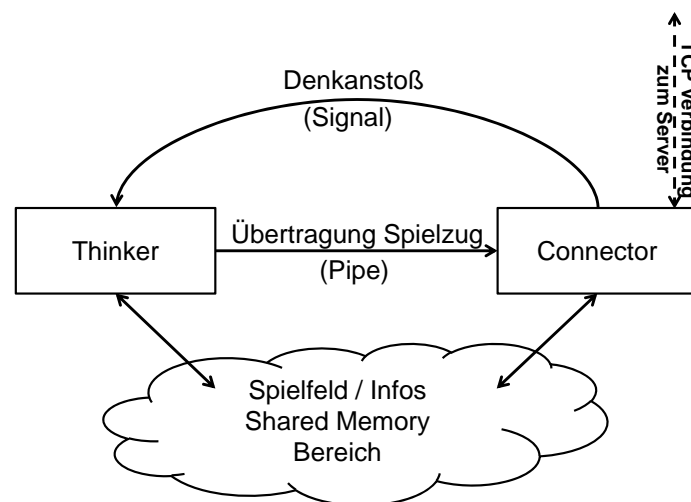 Denkanstoß
(Signal)
TCP Verbindung
zum Server
Thinker
Übertragung Spielzug
(Pipe)
Connector
Spielfeld / Infos
Shared Memory
Bereich